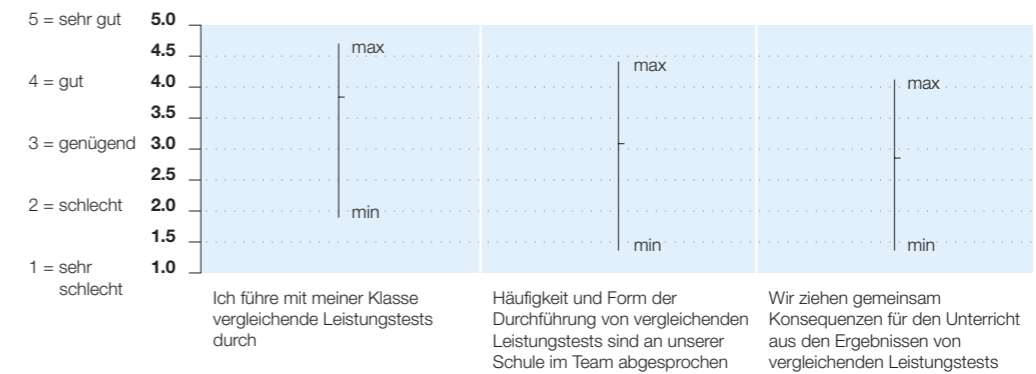 5 = sehr gut 5.0
4.5
4 = gut 4.0
3.5
3 = genügend 3.0
2.5
2 = schlecht 2.0
1.5
1 = sehr 1.0
schlecht
max
min
max
min
max
min
Ich führe mit meiner Klasse
vergleichende Leistungstests
durch
Häufigkeit und Form der
Durchführung von vergleichenden
Leistungstests sind an unserer
Schule im Team abgesprochen
Wir ziehen gemeinsam
Konsequenzen für den Unterricht
aus den Ergebnissen von
vergleichenden Leistungstests